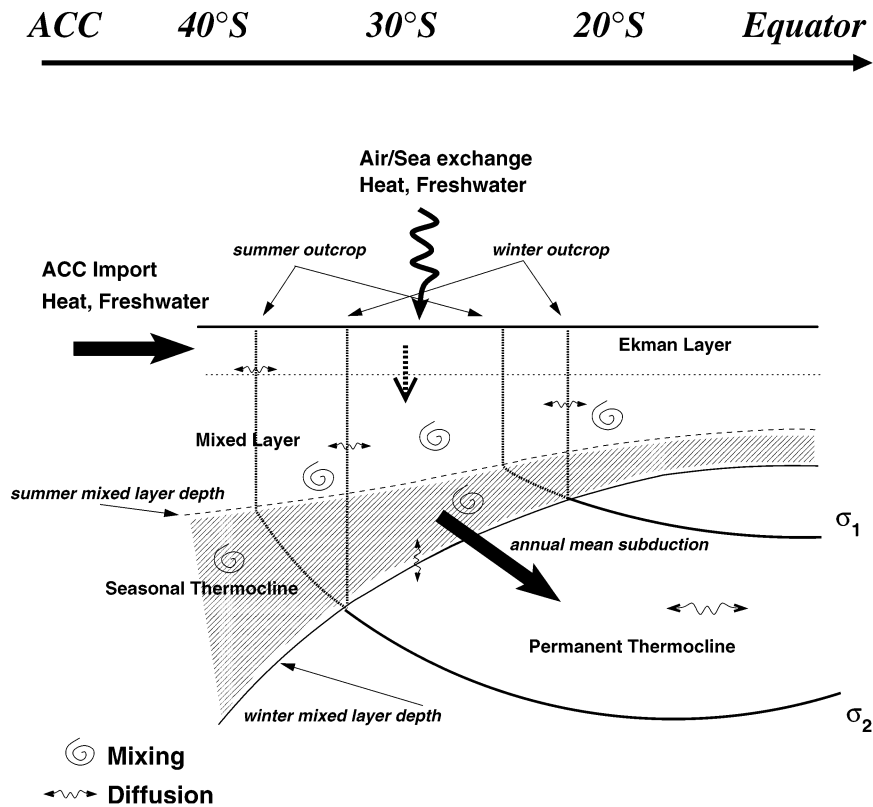 ACC 40°S 30°S 20°S Equator
Air/Sea exchange
Heat, Freshwater
summer outcrop
winter outcrop
ACC Import
Heat, Freshwater
Ekman Layer
Mixed Layer
summer mixed layer depth
σ1
annual mean subduction
Seasonal Thermocline
Permanent Thermocline
winter mixed layer depth
σ2
Mixing
Diffusion